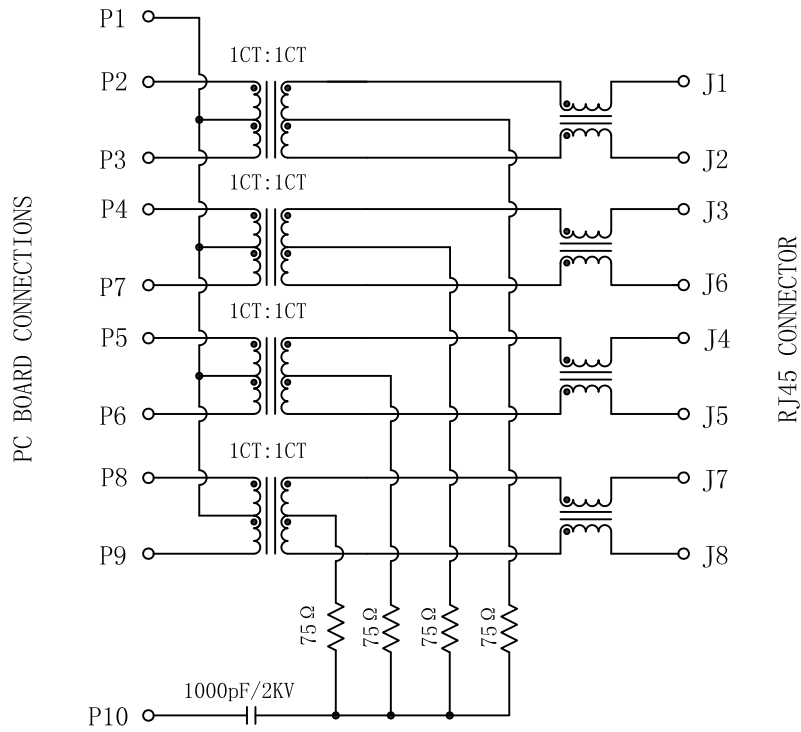 P1
1CT:1CT
P2
J1
P3
J2
1CT:1CT
P4
J3
P7
J6
1CT:1CT
P5
J4
P6
J5
1CT:1CT
P8
J7
P9
J8
PC BOARD CONNECTIONS
RJ45 CONNECTOR
75Ω
75Ω
75Ω
75Ω
1000pF/2KV
P10